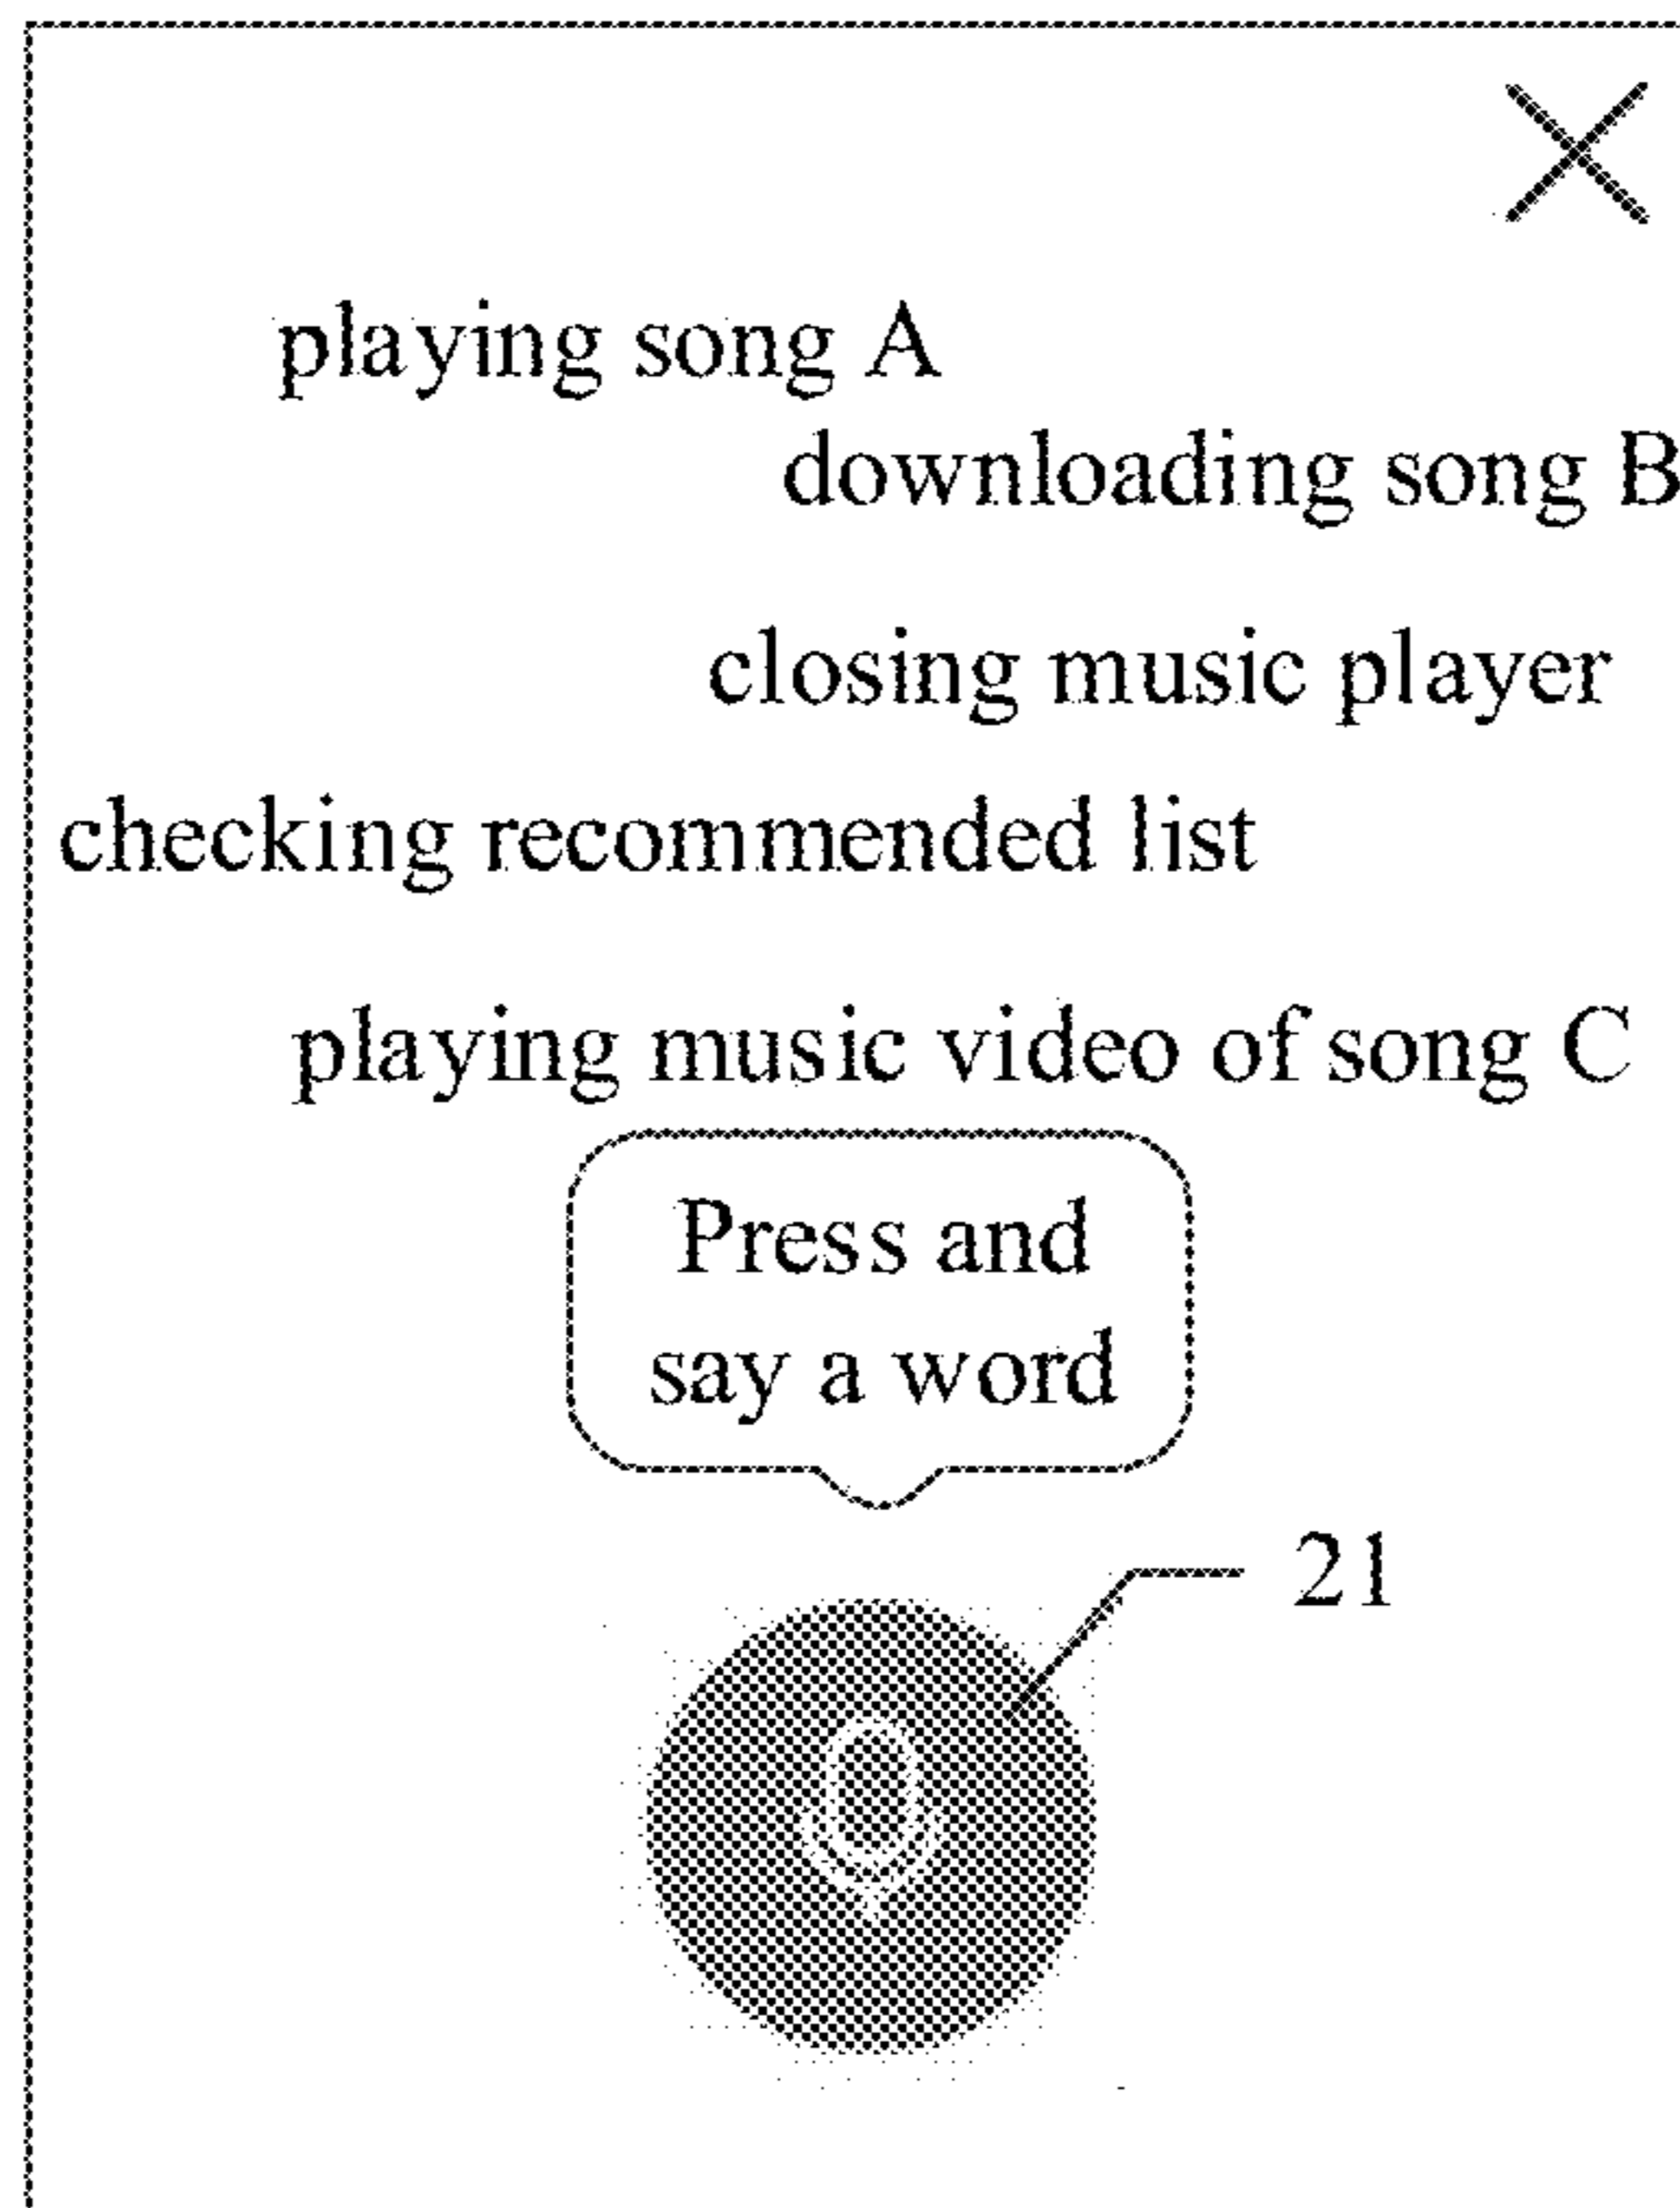 playing song A
downloading song B
closing music player
checking recommended list
playing music video of song C
Press and
say a word
21